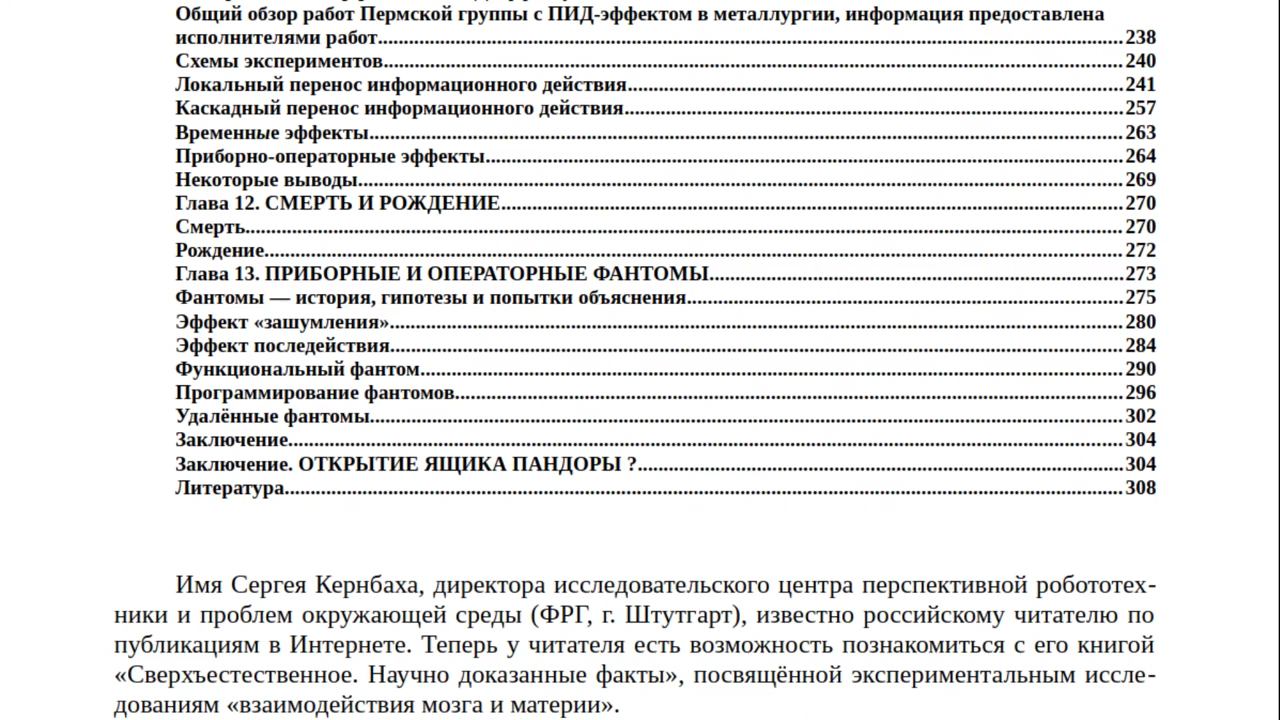 Общий обзор работ Пермской группы с ПИД-эффектом в металлургии, информация предоставлена
исполнителями работ........238
Схемы экспериментов........240
Локальный перенос информационного действия........241
Каскадный перенос информационного действия........257
Временные эффекты........263
Приборно-операторные эффекты........264
Некоторые выводы........269
Глава 12. СМЕРТЬ И РОЖДЕНИЕ........270
Смерть........270
Рождение........272
Глава 13. ПРИБОРНЫЕ И ОПЕРАТОРНЫЕ ФАНТОМЫ........273
Фантомы — история, гипотезы и попытки объяснения........275
Эффект «зашумления»........280
Эффект последействия........284
Функциональный фантом........290
Программирование фантомов........296
Удалённые фантомы........302
Заключение........304
Заключение. ОТКРЫТИЕ ЯЩИКА ПАНДОРЫ ?........304
Литература........308
Имя Сергея Кернбаха, директора исследовательского центра перспективной робототех-
ники и проблем окружающей среды (ФРГ, г. Штутгарт), известно российскому читателю по
публикациям в Интернете. Теперь у читателя есть возможность познакомиться с его книгой
«Сверхъестественное. Научно доказанные факты», посвящённой экспериментальным иссле-
дованиям «взаимодействия мозга и материи».